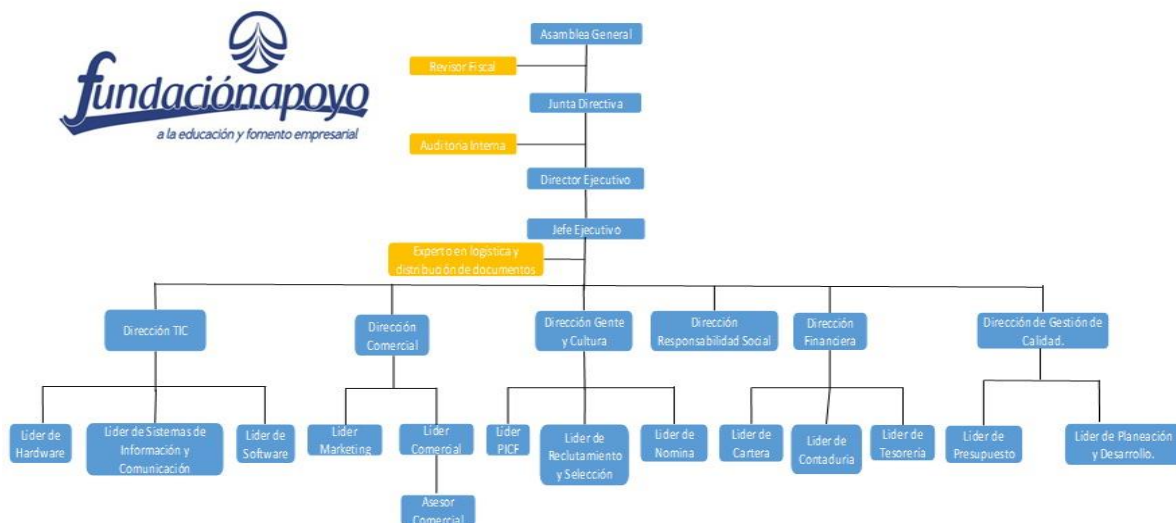 fundaciónapoyo
a la educación y fomento empresarial
Asamblea General
Revisor Fiscal
Junta Directiva
Auditoria Interna
Director Ejecutivo
Jefe Ejecutivo
Experto en logística y
distribución de documentos
Dirección TIC
Dirección
Comercial
Dirección Gente
y Cultura
Dirección
Responsabilidad Social
Dirección
Financiera
Dirección de Gestión de
Calidad.
Lider de
Hardware
Lider de Sistemas de
Información y
Comunicación
Lider de
Software
Lider
Marketing
Lider
Comercial
Asesor
Comercial
Lider
PICF
Lider de
Reclutamiento
y Selección
Lider de
Nomina
Lider de
Cartera
Lider de
Contaduria
Lider de
Tesorería
Lider de
Presupuesto
Lider de Planeación
y Desarrollo.